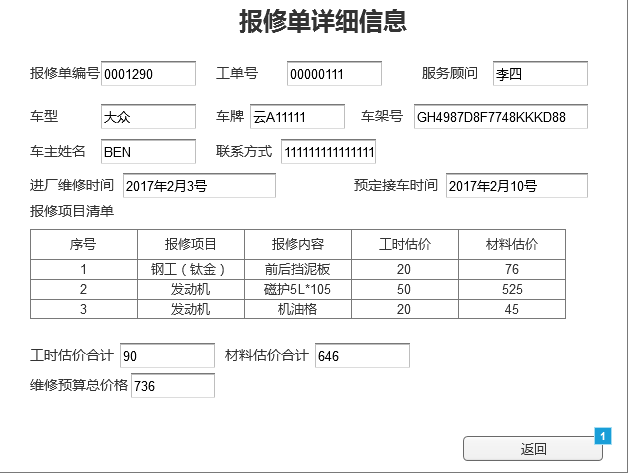 报修单详细信息
报修单编号 0001290 工单号 00000111 服务顾问 李四
车型 大众 车牌 云A11111 车架号 GH4987D8F7748KKKD88
车主姓名 BEN 联系方式 111111111111111
进厂维修时间 2017年2月3号 预定接车时间 2017年2月10号
报修项目清单
序号 报修项目 报修内容 工时估价 材料估价
1 钢工（钛金） 前后挡泥板 20 76
2 发动机 磁护5L*105 50 525
3 发动机 机油格 20 45
工时估价合计 90 材料估价合计 646
维修预算总价格 736
1
返回